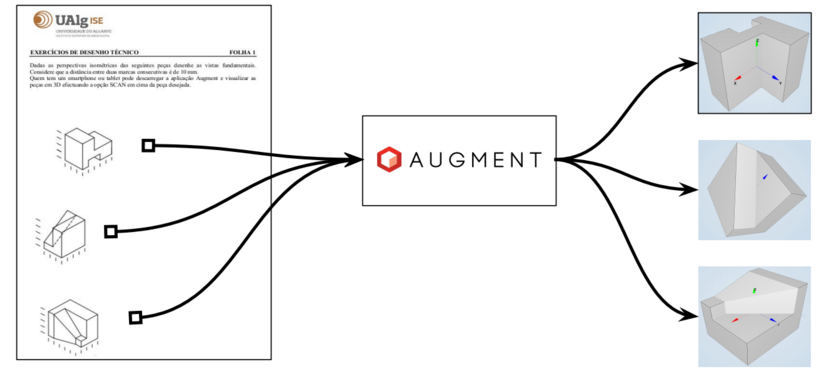 UAlg ISE
UNIVERSIDADE DO ALGARVE
INSTITUTO SUPERIOR DE ENGENHARIA
EXERCÍCIOS DE DESENHO TÉCNICO FOLHA 1
Dadas as perspectivas isométricas das seguintes peças desenhe as vistas fundamentais.
Considere que a distância entre duas marcas consecutivas é de 10 mm.
Quem tem um smartphone ou tablet pode descarregar a aplicação Augment e visualizar as
peças em 3D efectuando a opção SCAN em cima da peça desejada.
AUGMENT